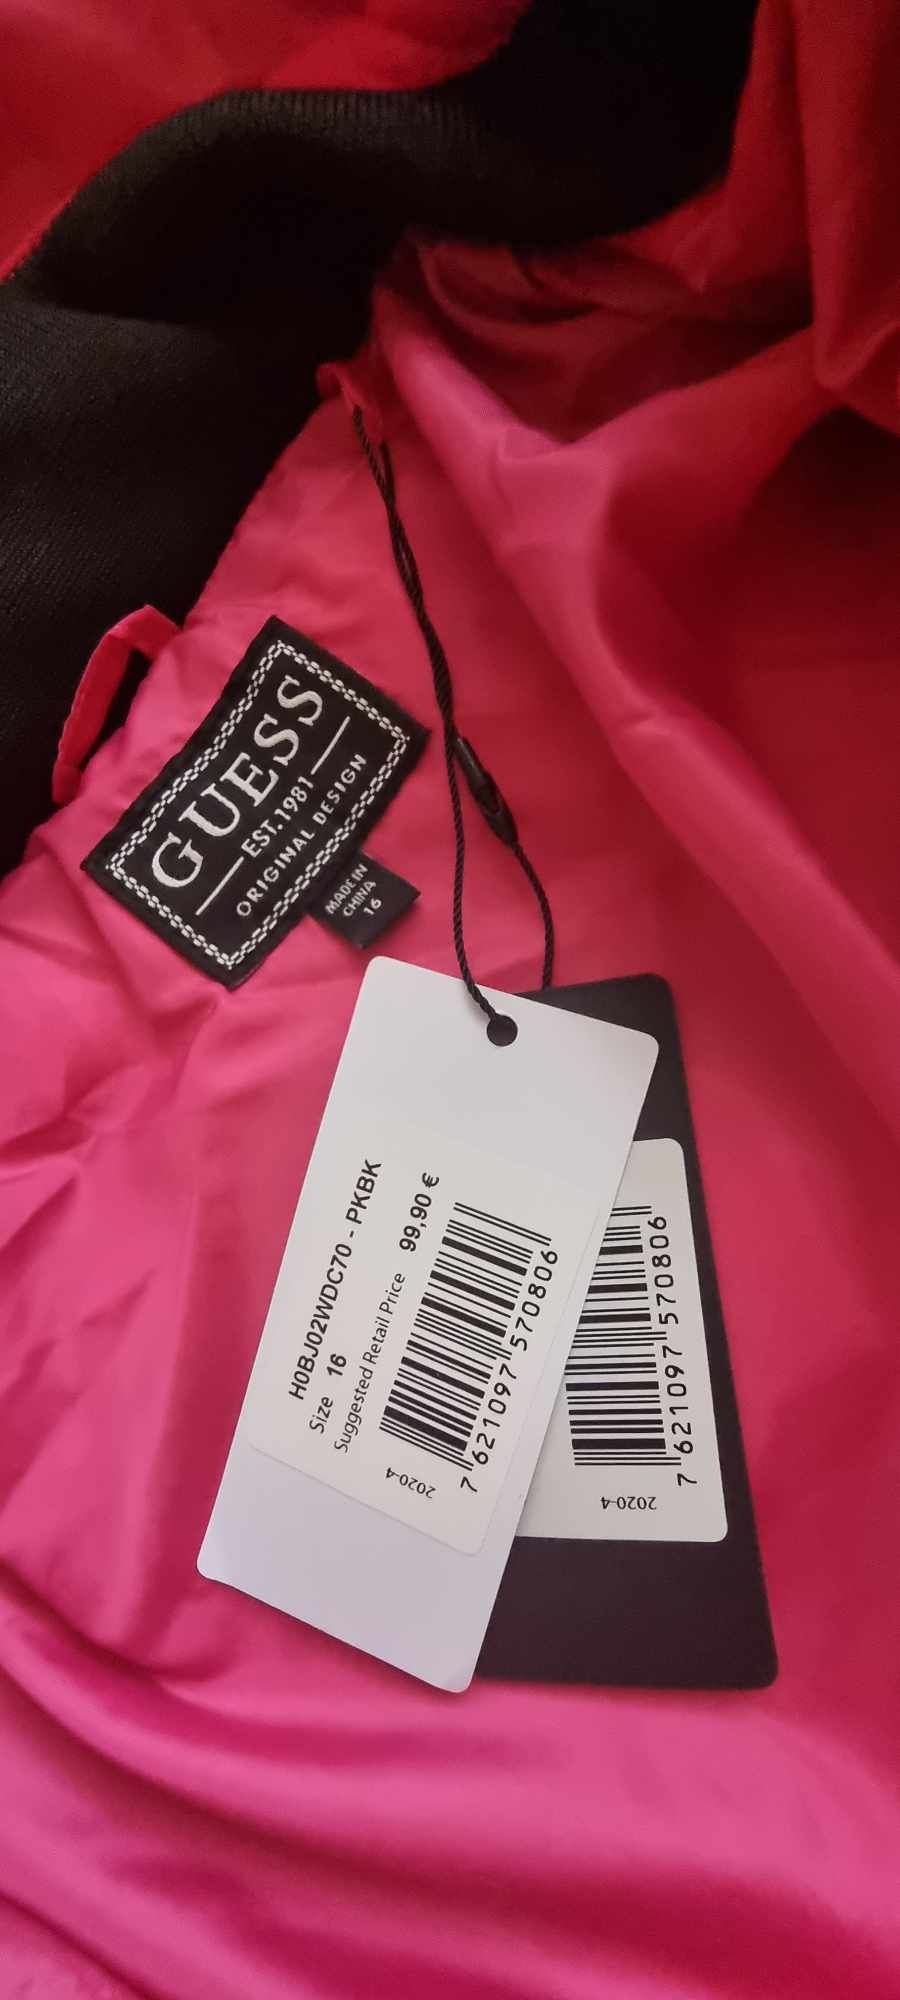 GUESS
EST. 1981
ORIGINAL DESIGN
MADE IN
CHINA
16
H0BJ02WDC70 - PKBK
Size 16
Suggested Retail Price 99,90 €
7 621097 570806
2020-4
7 621097 570806
2020-4